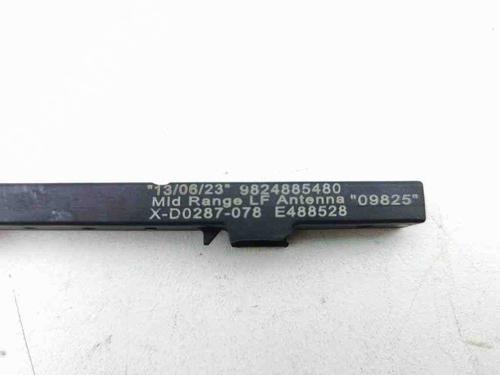 "13/06/23" 9824885480
Mid Range LF Antenna "09825"
X-D0287-078 E488528